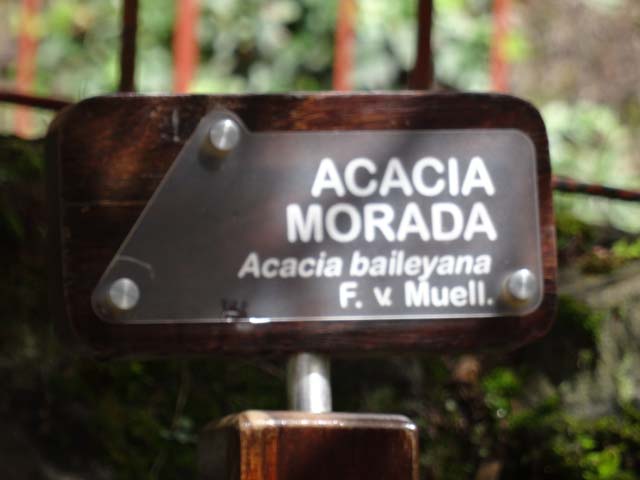 ACACIA
MORADA
Acacia baileyana
F. v. Muell.